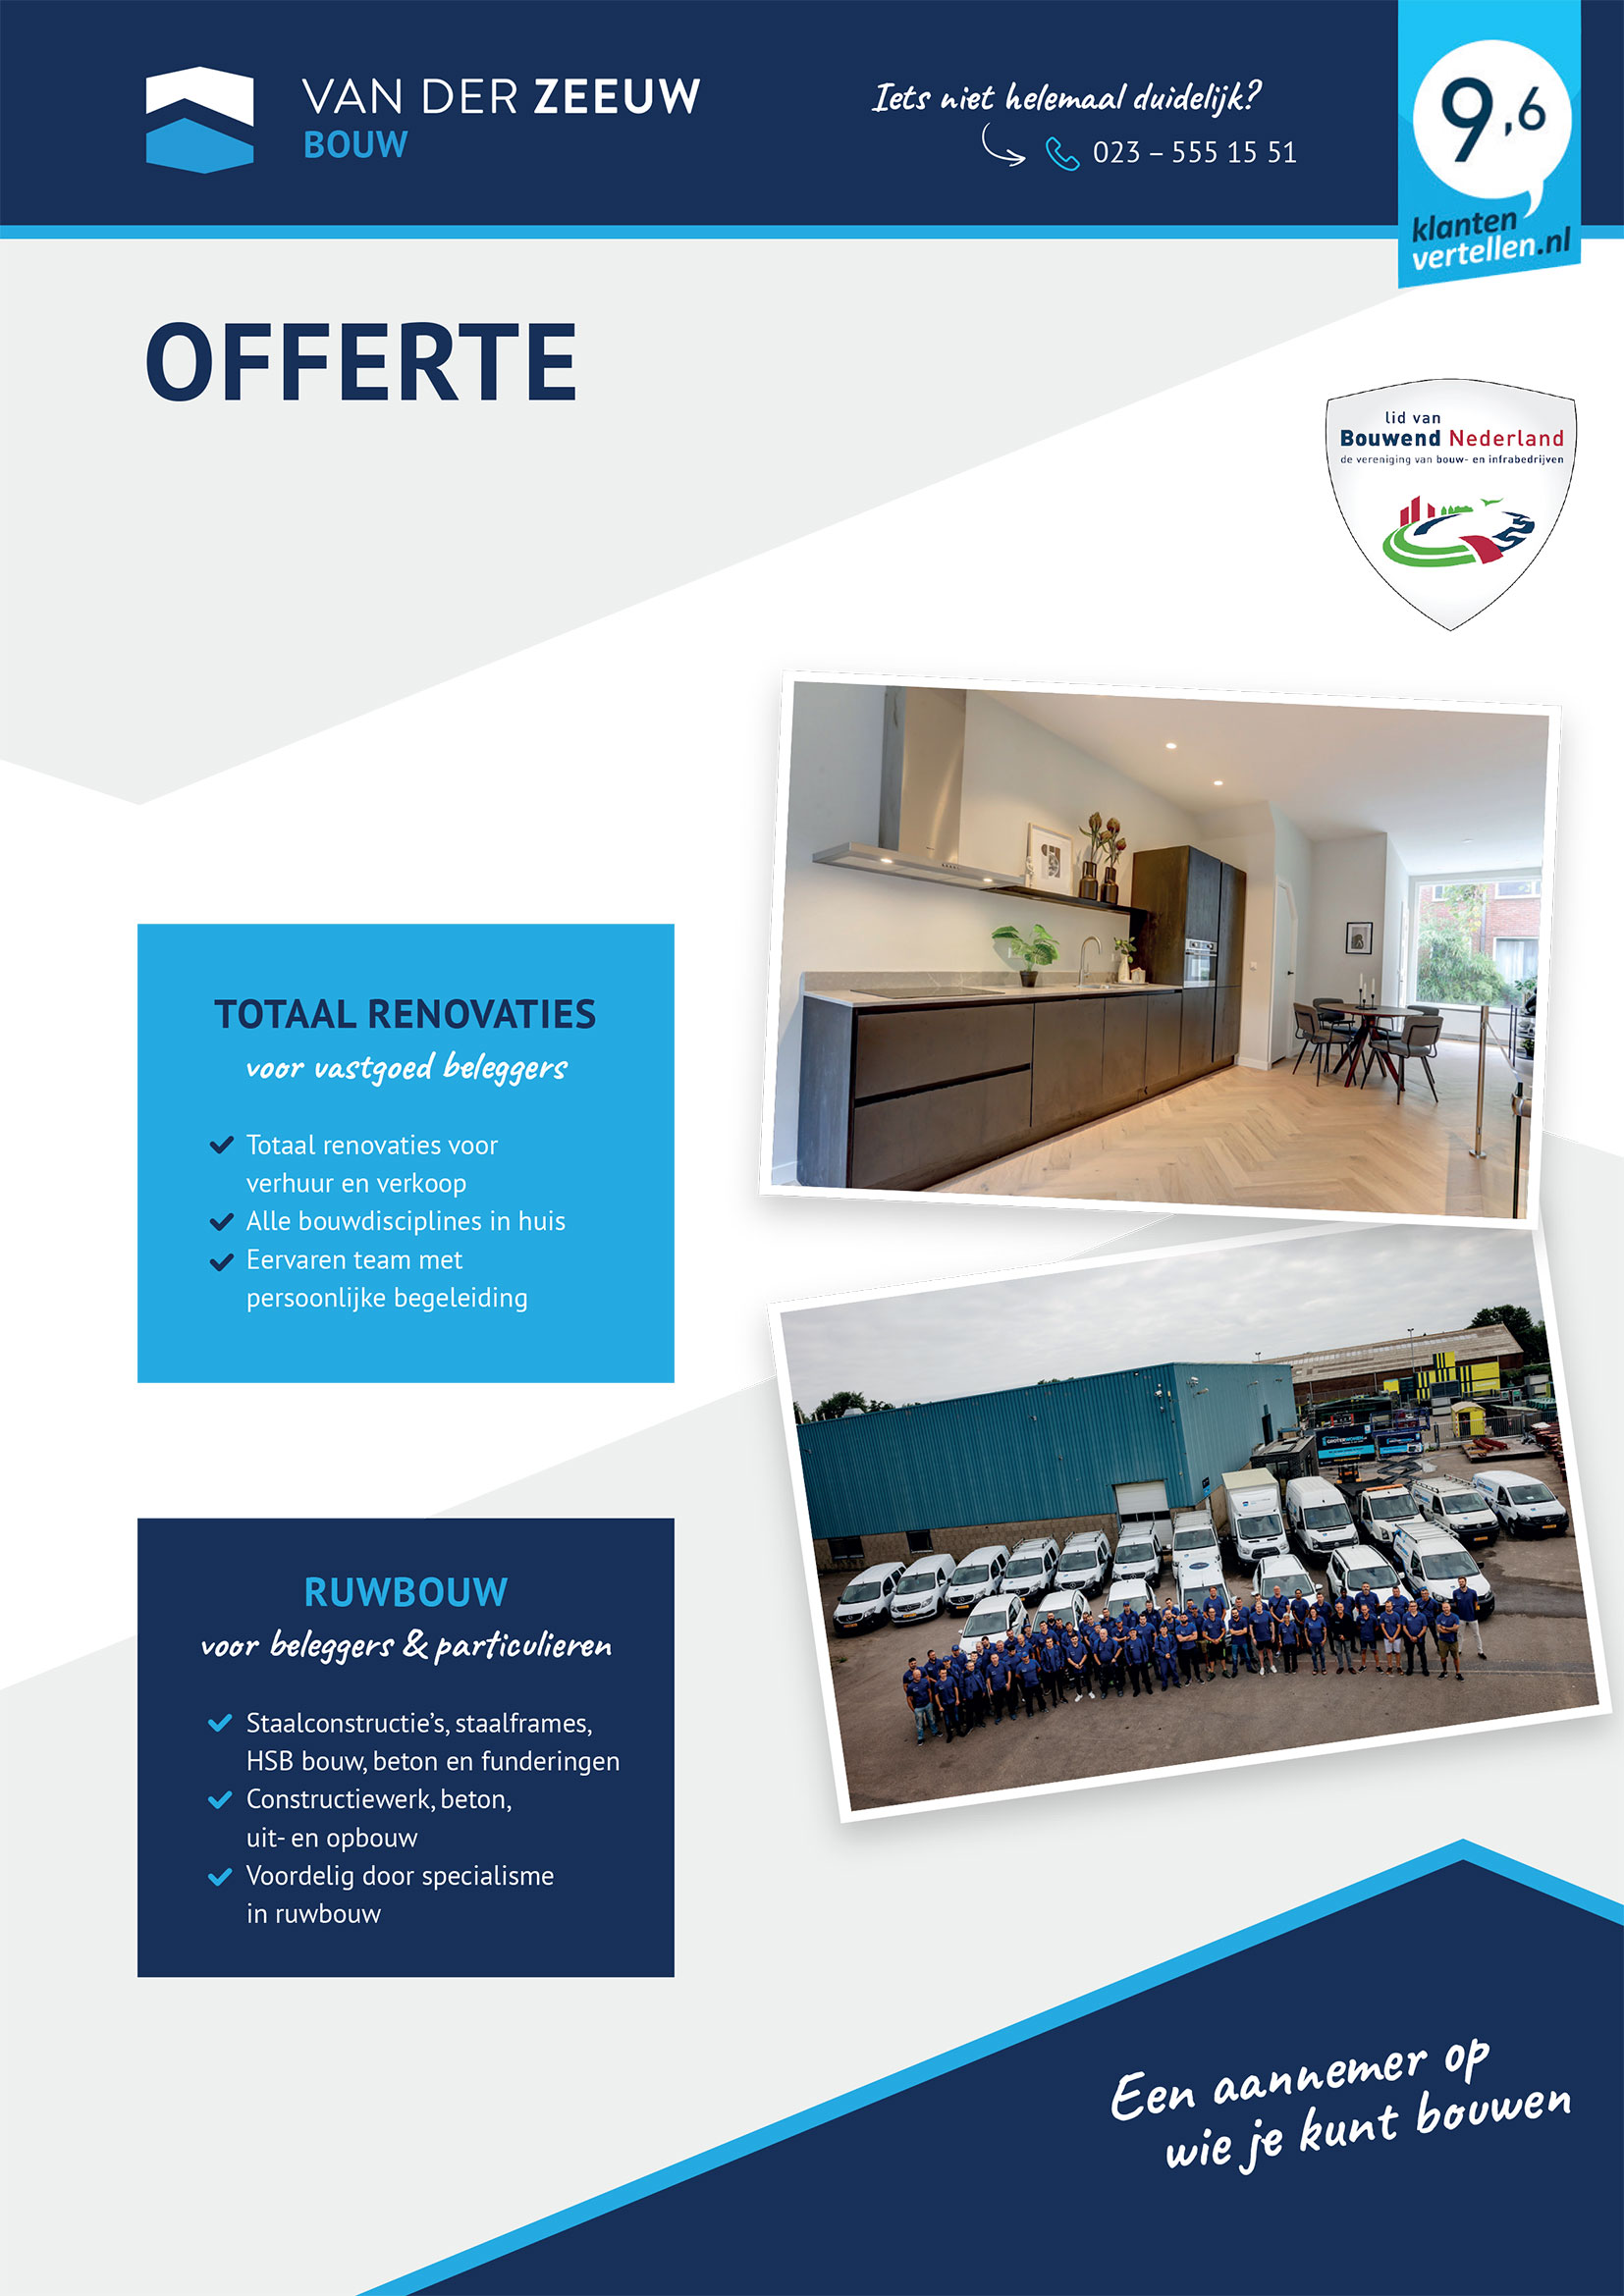 VAN DER ZEEUW
BOUW
Iets niet helemaal duidelijk?
023 – 555 15 51
9,6
klanten
vertellen.nl
OFFERTE
lid van
Bouwend Nederland
de vereniging van bouw- en infrabedrijven
TOTAAL RENOVATIES
voor vastgoed beleggers
Totaal renovaties voor
verhuur en verkoop
Alle bouwdisciplines in huis
Eervaren team met
persoonlijke begeleiding
RUWBOUW
voor beleggers & particulieren
Staalconstructie's, staalframes,
HSB bouw, beton en funderingen
Constructiewerk, beton,
uit- en opbouw
Voordelig door specialisme
in ruwbouw
Een aannemer op
wie je kunt bouwen